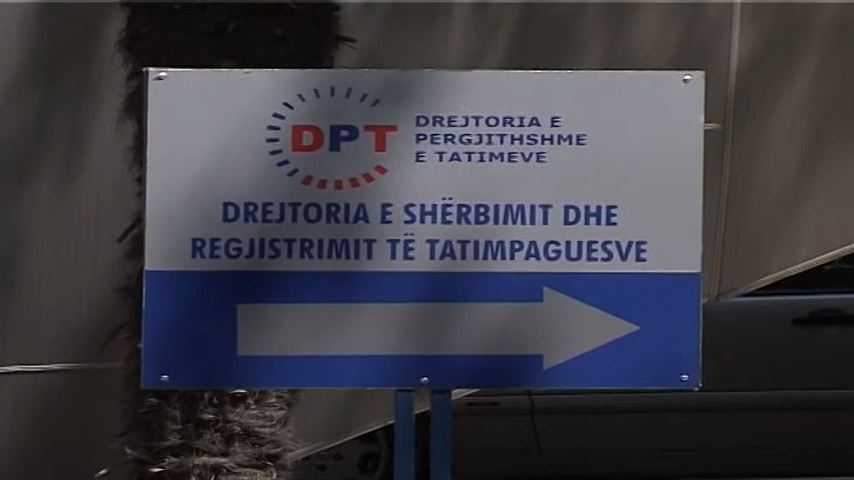 DPT
DREJTORIA E
PERGJITHSHME
E TATIMEVE
DREJTORIA E SHËRBIMIT DHE
REGJISTRIMIT TË TATIMPAGUESVE